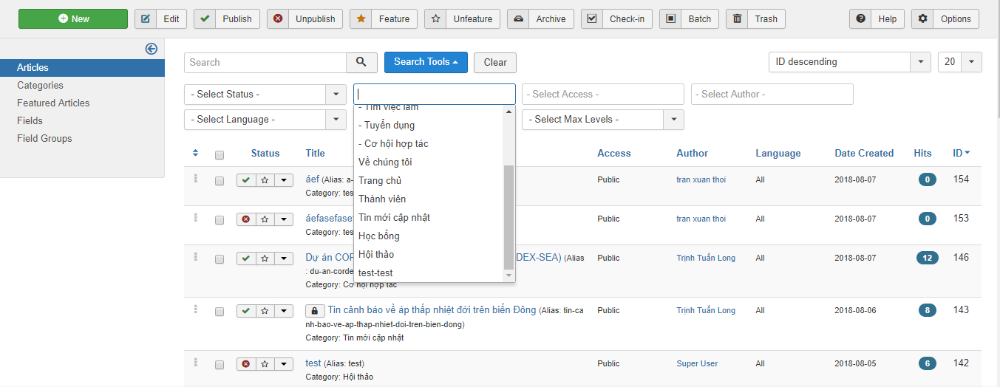 New Edit Publish Unpublish Feature Unfeature Archive Check-in Batch Trash Help Options
Articles
Categories
Featured Articles
Fields
Field Groups
Search Search Tools Clear ID descending 20
- Select Status - - Select Access - - Select Author -
- Select Language - - Select Max Levels -
- Tìm việc làm
- Tuyển dụng
- Cơ hội hợp tác
Về chúng tôi
Trang chủ
Thành viên
Tin mới cập nhật
Học bổng
Hội thảo
test-test
Status Title Access Author Language Date Created Hits ID
áef (Alias: a- Public tran xuan thoi All 2018-08-07 0 154
Category: tes
áefasefase Public tran xuan thoi All 2018-08-07 0 153
Category: tes
Dự án COR DEX-SEA) (Alias Public Trịnh Tuấn Long All 2018-08-07 12 146
: du-an-corde
Category: Cơ hội hợp tác
Tin cảnh báo về áp thấp nhiệt đới trên biển Đông (Alias: tin-ca Public Trịnh Tuấn Long All 2018-08-06 8 143
nh-bao-ve-ap-thap-nhiet-doi-tren-bien-dong)
Category: Tin mới cập nhật
test (Alias: test) Public Super User All 2018-08-05 6 142
Category: Hội thảo